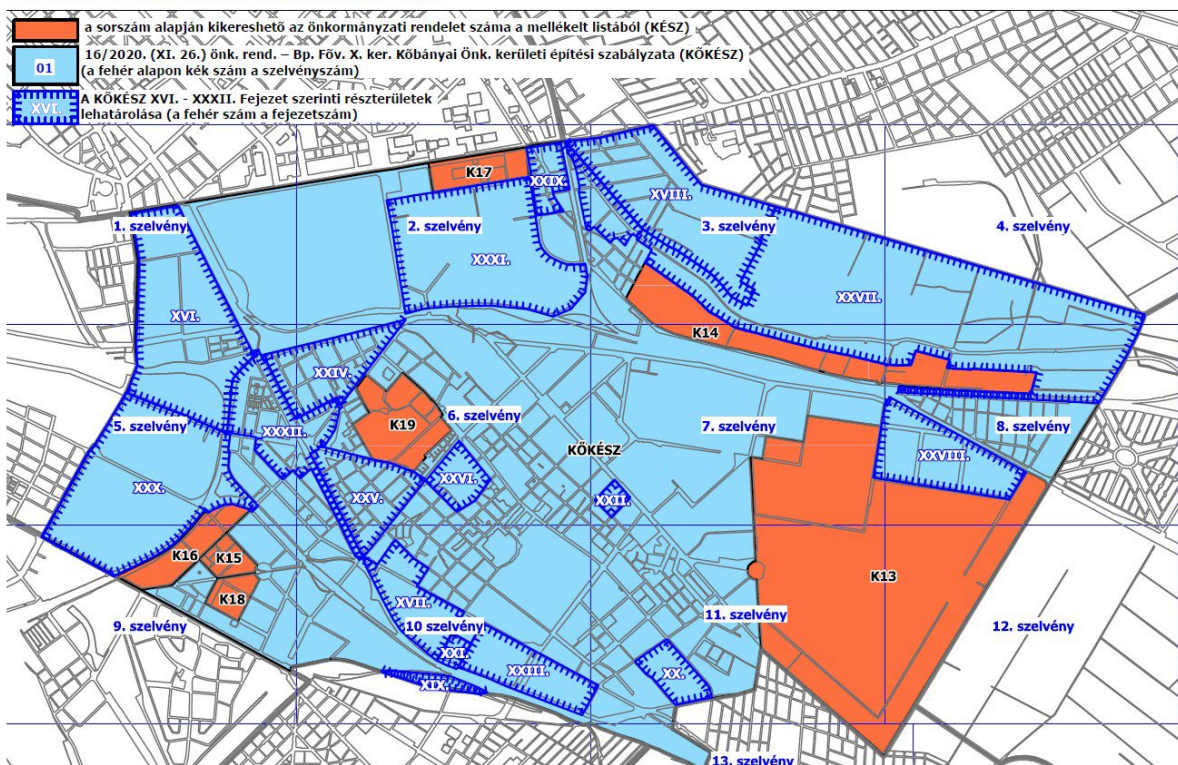 a sorszám alapján kikereshető az önkormányzati rendelet száma a mellékelt listából (KÉSZ)
16/2020. (XI. 26.) önk. rend. – Bp. Főv. X. ker. Kőbányai Önk. kerületi építési szabályzata (KŐKÉSZ)
01
(a fehér alapon kék szám a szelvényszám)
XVI.
A KŐKÉSZ XVI. - XXXII. Fejezet szerinti részterületek
lehatárolása (a fehér szám a fejezetszám)
K17
XXIX.
XVIII.
1. szelvény
2. szelvény
3. szelvény
4. szelvény
XXXI.
XXVII.
XVI.
K14
XXIV.
5. szelvény
K19
6. szelvény
7. szelvény
8. szelvény
XXXII.
KŐKÉSZ
XXVIII.
XXX.
XXV.
XXVI.
XXII.
K16
K15
K13
K18
XVII.
9. szelvény
10. szelvény
11. szelvény
12. szelvény
XXI.
XXIII.
XX.
XIX.
13. szelvény